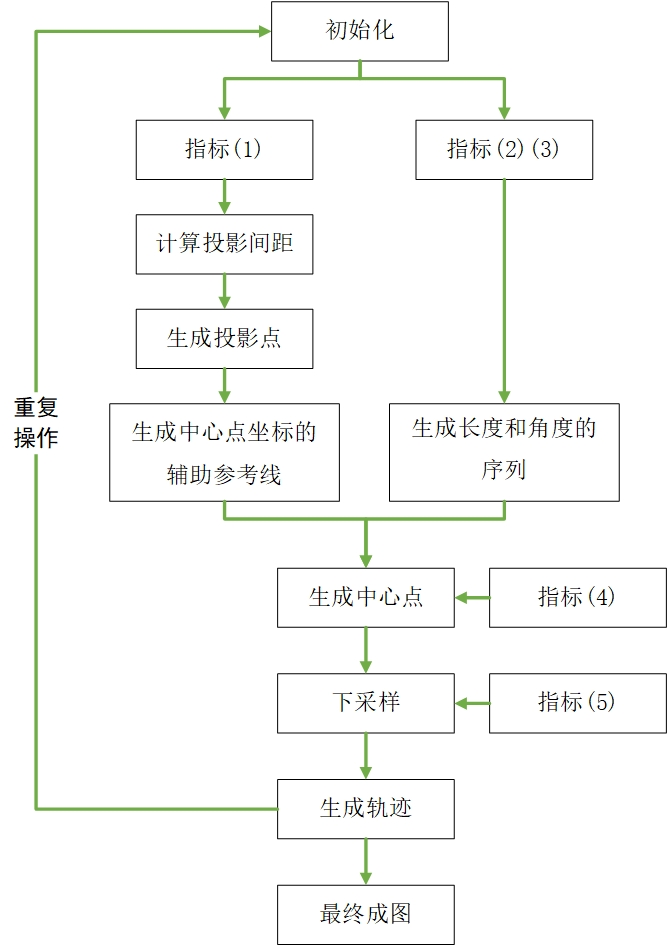 初始化
指标(1)
指标(2)(3)
计算投影间距
生成投影点
重复
操作
生成中心点坐标的
辅助参考线
生成长度和角度的
序列
生成中心点
指标(4)
下采样
指标(5)
生成轨迹
最终成图